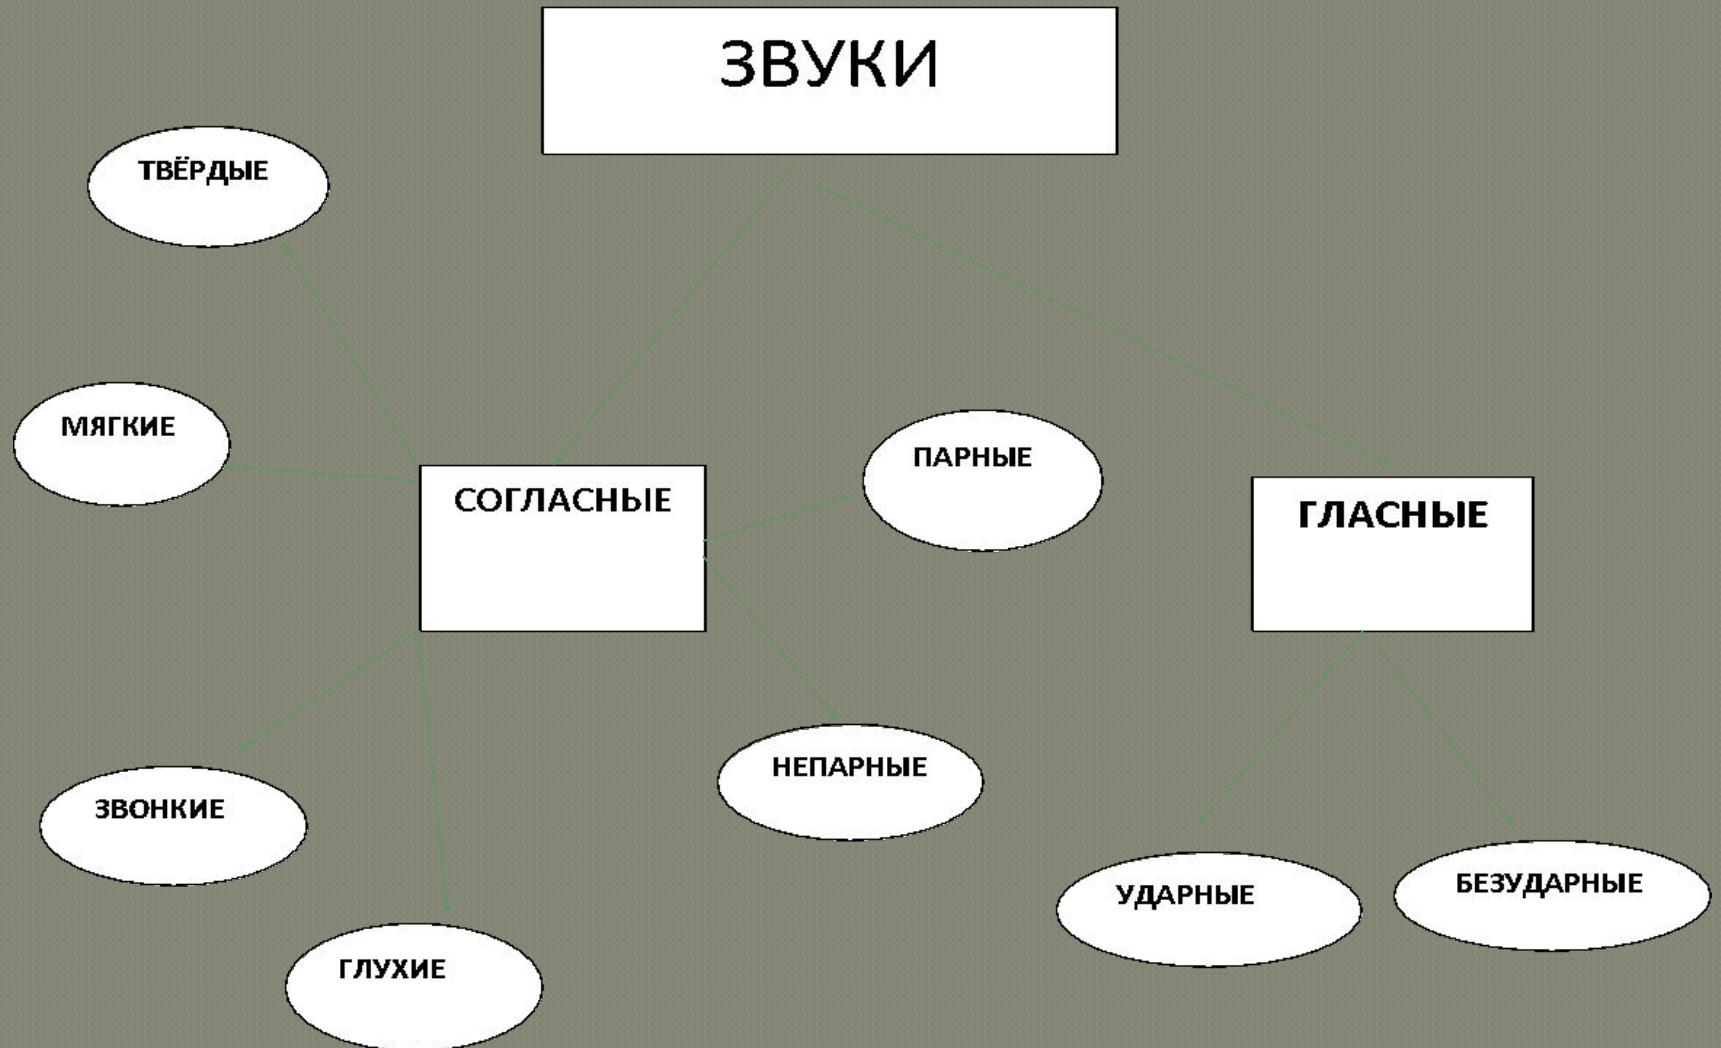 ЗВУКИ
ТВЁРДЫЕ
МЯГКИЕ
СОГЛАСНЫЕ
ПАРНЫЕ
ГЛАСНЫЕ
ЗВОНКИЕ
НЕПАРНЫЕ
ГЛУХИЕ
УДАРНЫЕ
БЕЗУДАРНЫЕ